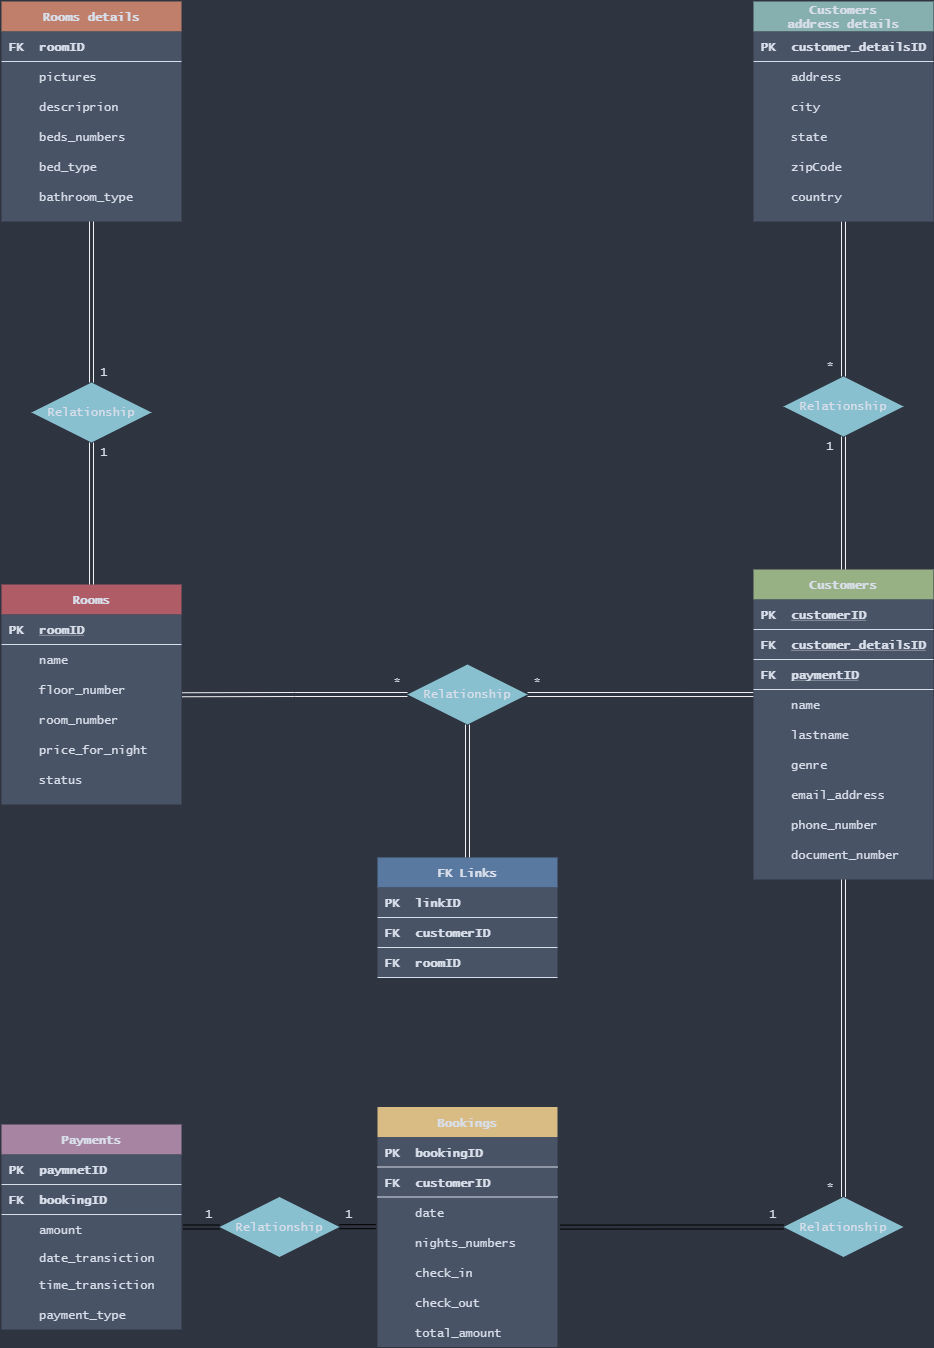 Rooms details
FK roomID
pictures
descriprion
beds_numbers
bed_type
bathroom_type
Customers
address details
PK customer_detailsID
address
city
state
zipCode
country
1
Relationship
1
*
Relationship
1
Rooms
PK roomID
name
floor_number
room_number
price_for_night
status
* Relationship *
Customers
PK customerID
FK customer_detailsID
FK paymentID
name
lastname
genre
email_address
phone_number
document_number
FK Links
PK linkID
FK customerID
FK roomID
Payments
PK paymnetID
FK bookingID
amount
date_transiction
time_transiction
payment_type
1 Relationship 1
Bookings
PK bookingID
FK customerID
date
nights_numbers
check_in
check_out
total_amount
*
1 Relationship